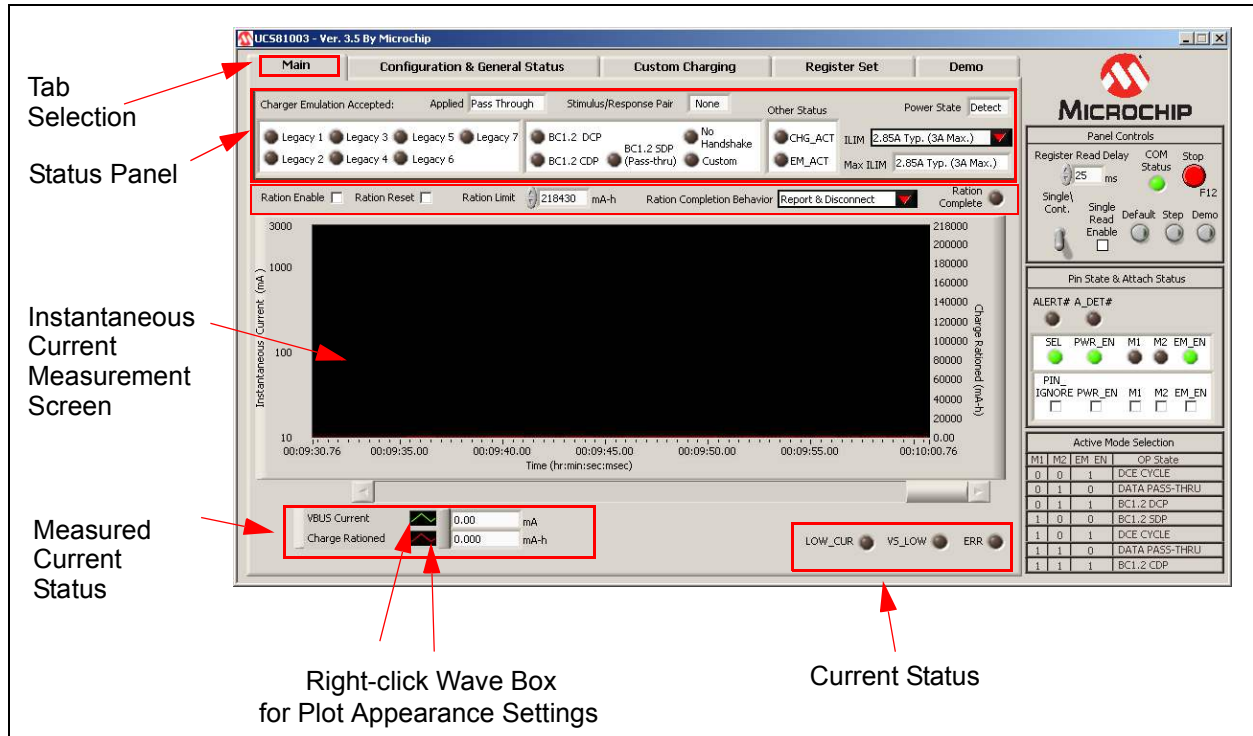 UCS81003 - Ver. 3.5 By Microchip
Main Configuration & General Status Custom Charging Register Set Demo
Tab
Selection
Status Panel
Charger Emulation Accepted: Applied Pass Through Stimulus/Response Pair None Other Status Power State Detect
Legacy 1 Legacy 3 Legacy 5 Legacy 7 BC1.2 DCP BC1.2 SDP (Pass-thru) No Handshake CHG_ACT ILIM 2.85A Typ. (3A Max.)
Legacy 2 Legacy 4 Legacy 6 BC1.2 CDP Custom EM_ACT Max ILIM 2.85A Typ. (3A Max.)
Ration Enable Ration Reset Ration Limit 218430 mA-h Ration Completion Behavior Report & Disconnect Ration Complete
Instantaneous
Current
Measurement
Screen
Instantaneous Current (mA)
3000
1000
100
10
218000
200000
180000
160000
140000
120000
100000
80000
60000
40000
20000
0.00
Charge Rationed (mA-h)
00:09:30.76 00:09:35.00 00:09:40.00 00:09:45.00 00:09:50.00 00:09:55.00 00:10:00.76
Time (hr:min:sec:msec)
Measured
Current
Status
VBUS Current 0.00 mA
Charge Rationed 0.000 mA-h
LOW_CUR VS_LOW ERR
Right-click Wave Box
for Plot Appearance Settings
Current Status
MICROCHIP
Panel Controls
Register Read Delay COM Status Stop
25 ms
F12
Single\ Cont. Single Read Enable Default Step Demo
Pin State & Attach Status
ALERT# A_DET#
SEL PWR_EN M1 M2 EM_EN
PIN_
IGNORE PWR_EN M1 M2 EM_EN
Active Mode Selection
M1 M2 EM_EN OP State
0 0 1 DCE CYCLE
0 1 0 DATA PASS-THRU
0 1 1 BC1.2 DCP
1 0 0 BC1.2 SDP
1 0 1 DCE CYCLE
1 1 0 DATA PASS-THRU
1 1 1 BC1.2 CDP